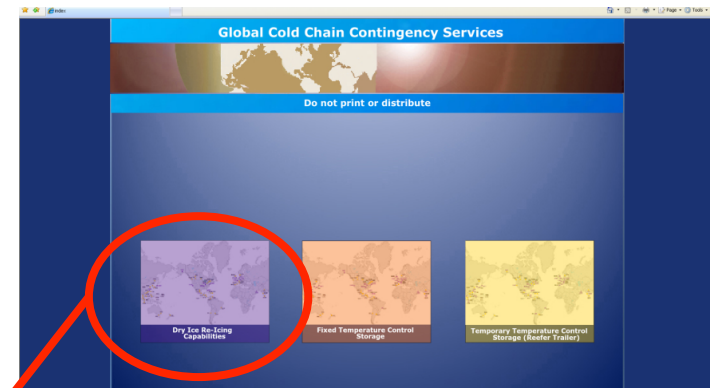 index
Page
Tools
Global Cold Chain Contingency Services
Do not print or distribute
Dry Ice Re-Icing
Capabilities
Fixed Temperature Control
Storage
Temporary Temperature Control
Storage (Reefer Trailer)